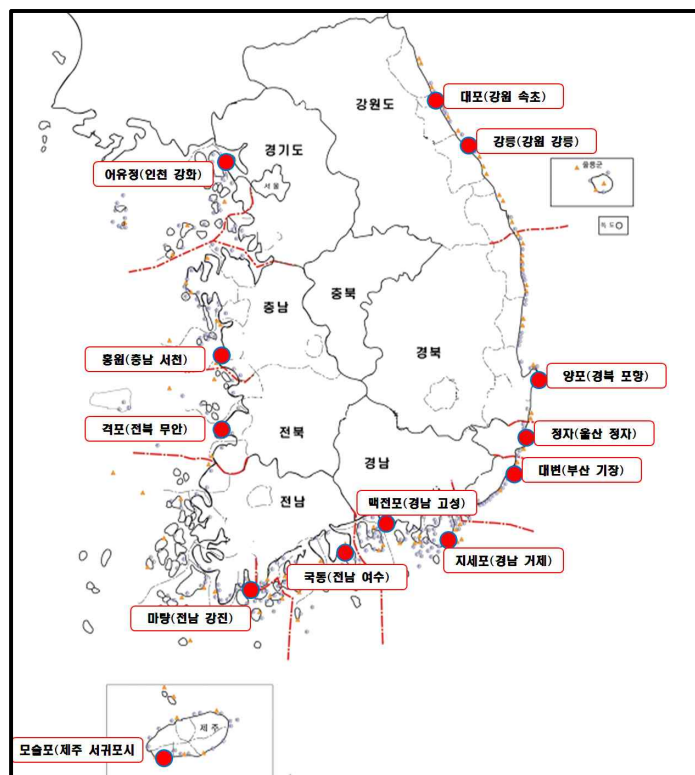 강원도
대포(강원 속초)
강릉(강원 강릉)
경기도
어유정(인천 강화)
서울
울릉군
독도
충북
충남
경북
홍원(충남 서천)
양포(경북 포항)
격포(전북 무안)
전북
정자(울산 정자)
경남
대변(부산 기장)
전남
맥전포(경남 고성)
지세포(경남 거제)
국동(전남 여수)
마량(전남 강진)
제주
모슬포(제주 서귀포시